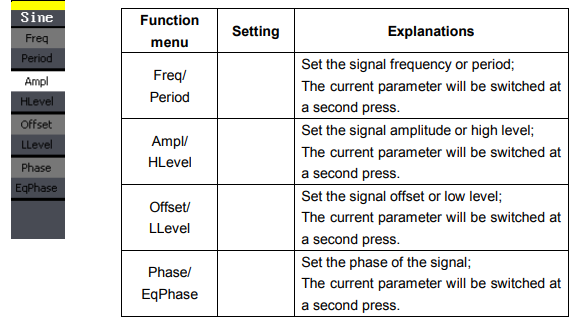 Sine
Freq
Period
Ampl
HLevel
Offset
LLevel
Phase
EqPhase
Function
menu
Setting
Explanations
Freq/
Period
Set the signal frequency or period;
The current parameter will be switched at
a second press.
Ampl/
HLevel
Set the signal amplitude or high level;
The current parameter will be switched at
a second press.
Offset/
LLevel
Set the signal offset or low level;
The current parameter will be switched at
a second press.
Phase/
EqPhase
Set the phase of the signal;
The current parameter will be switched at
a second press.